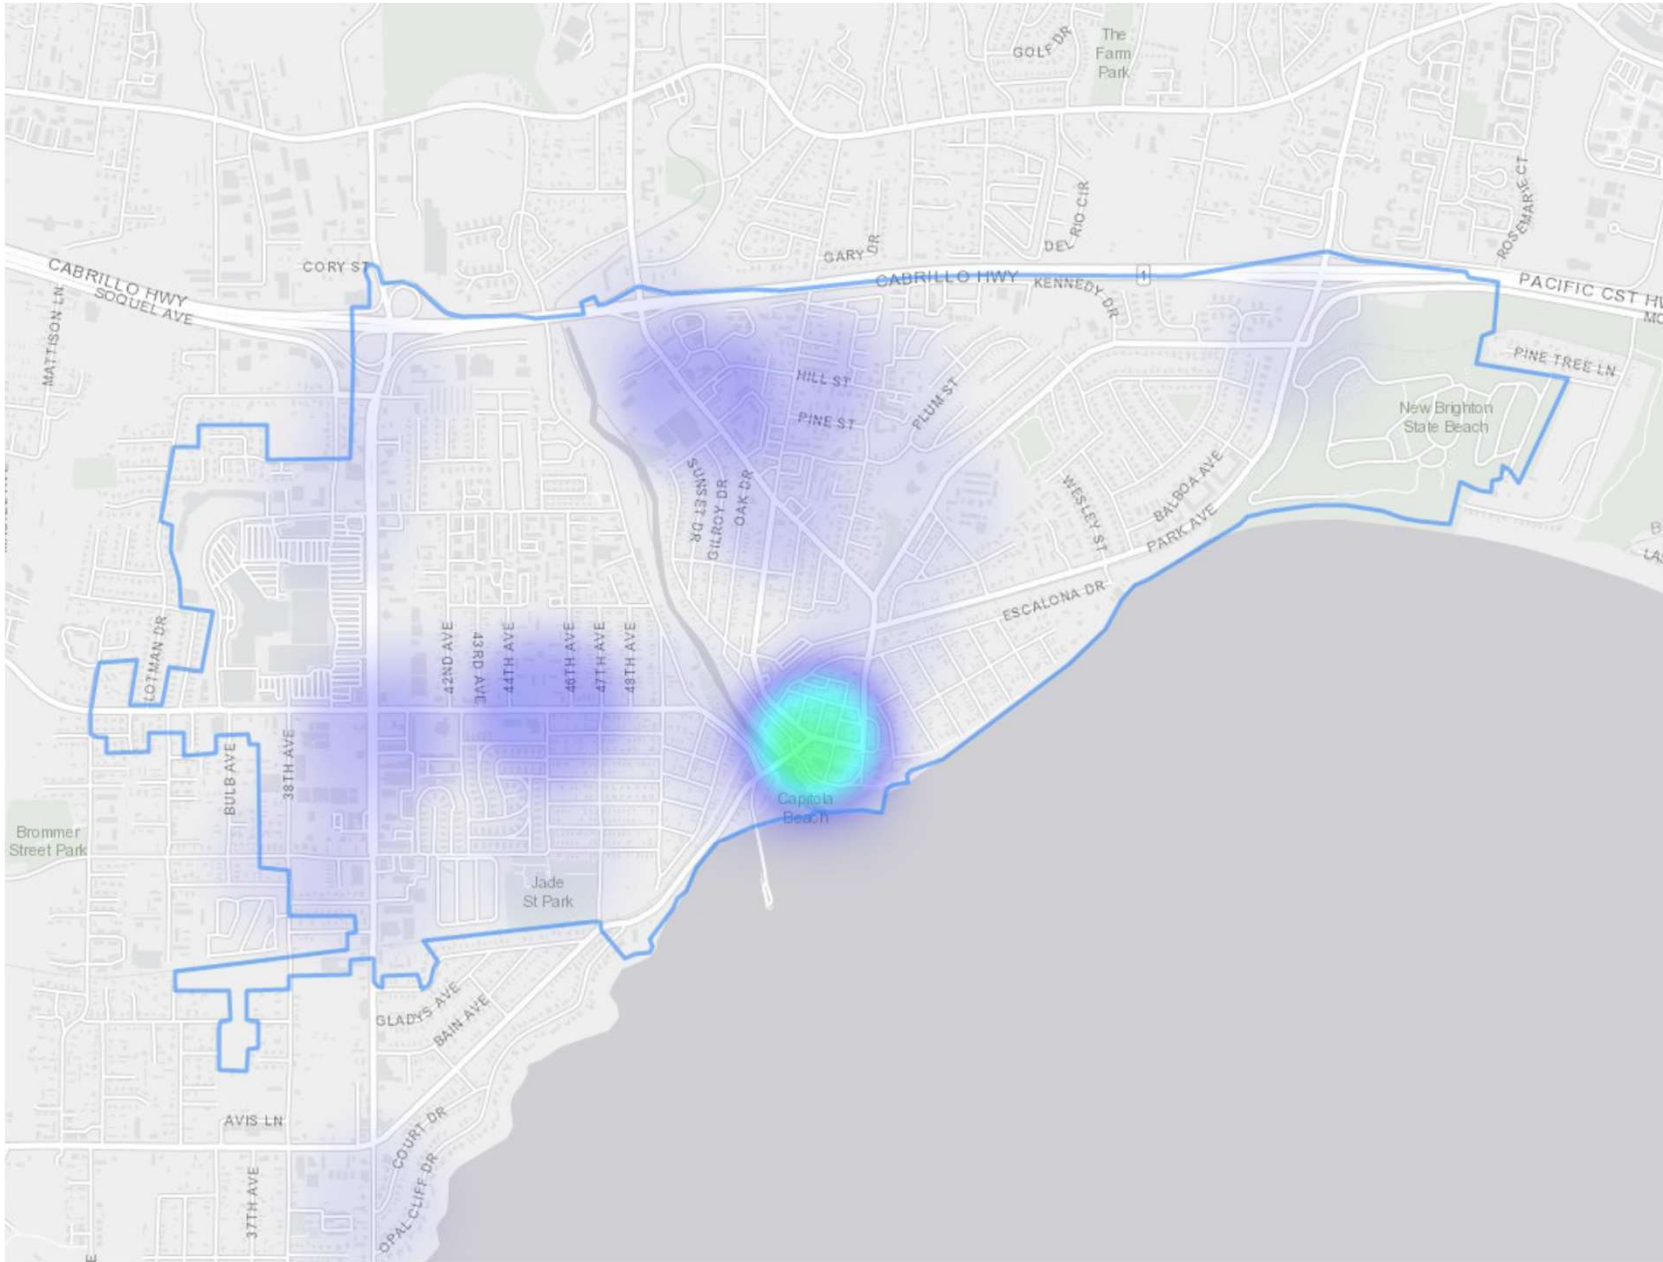 GOLF DR
The
Farm
Park
ROSEMARIE CT
DEL RIO CIR
GARY DR
CORY ST
CABRILLO HWY
SOQUEL AVE
MATTISON LN
CABRILLO HWY
1
KENNEDY DR
PACIFIC CST HW
MO
PINE TREE LN
HILL ST
PINE ST
PLUM ST
New Brighton
State Beach
SUNSET DR
GILROY DR
OAK DR
WESLEY ST
BALBOA AVE
PARK AVE
B
LAS
ESCALONA DR
LOTMAN DR
42ND AVE
43RD AVE
44TH AVE
46TH AVE
47TH AVE
48TH AVE
BULB AVE
38TH AVE
Capitola
Beach
Brommer
Street Park
Jade
St Park
GLADYS AVE
BAIN AVE
AVIS LN
COURT DR
37TH AVE
OPAL CLIFF DR
E